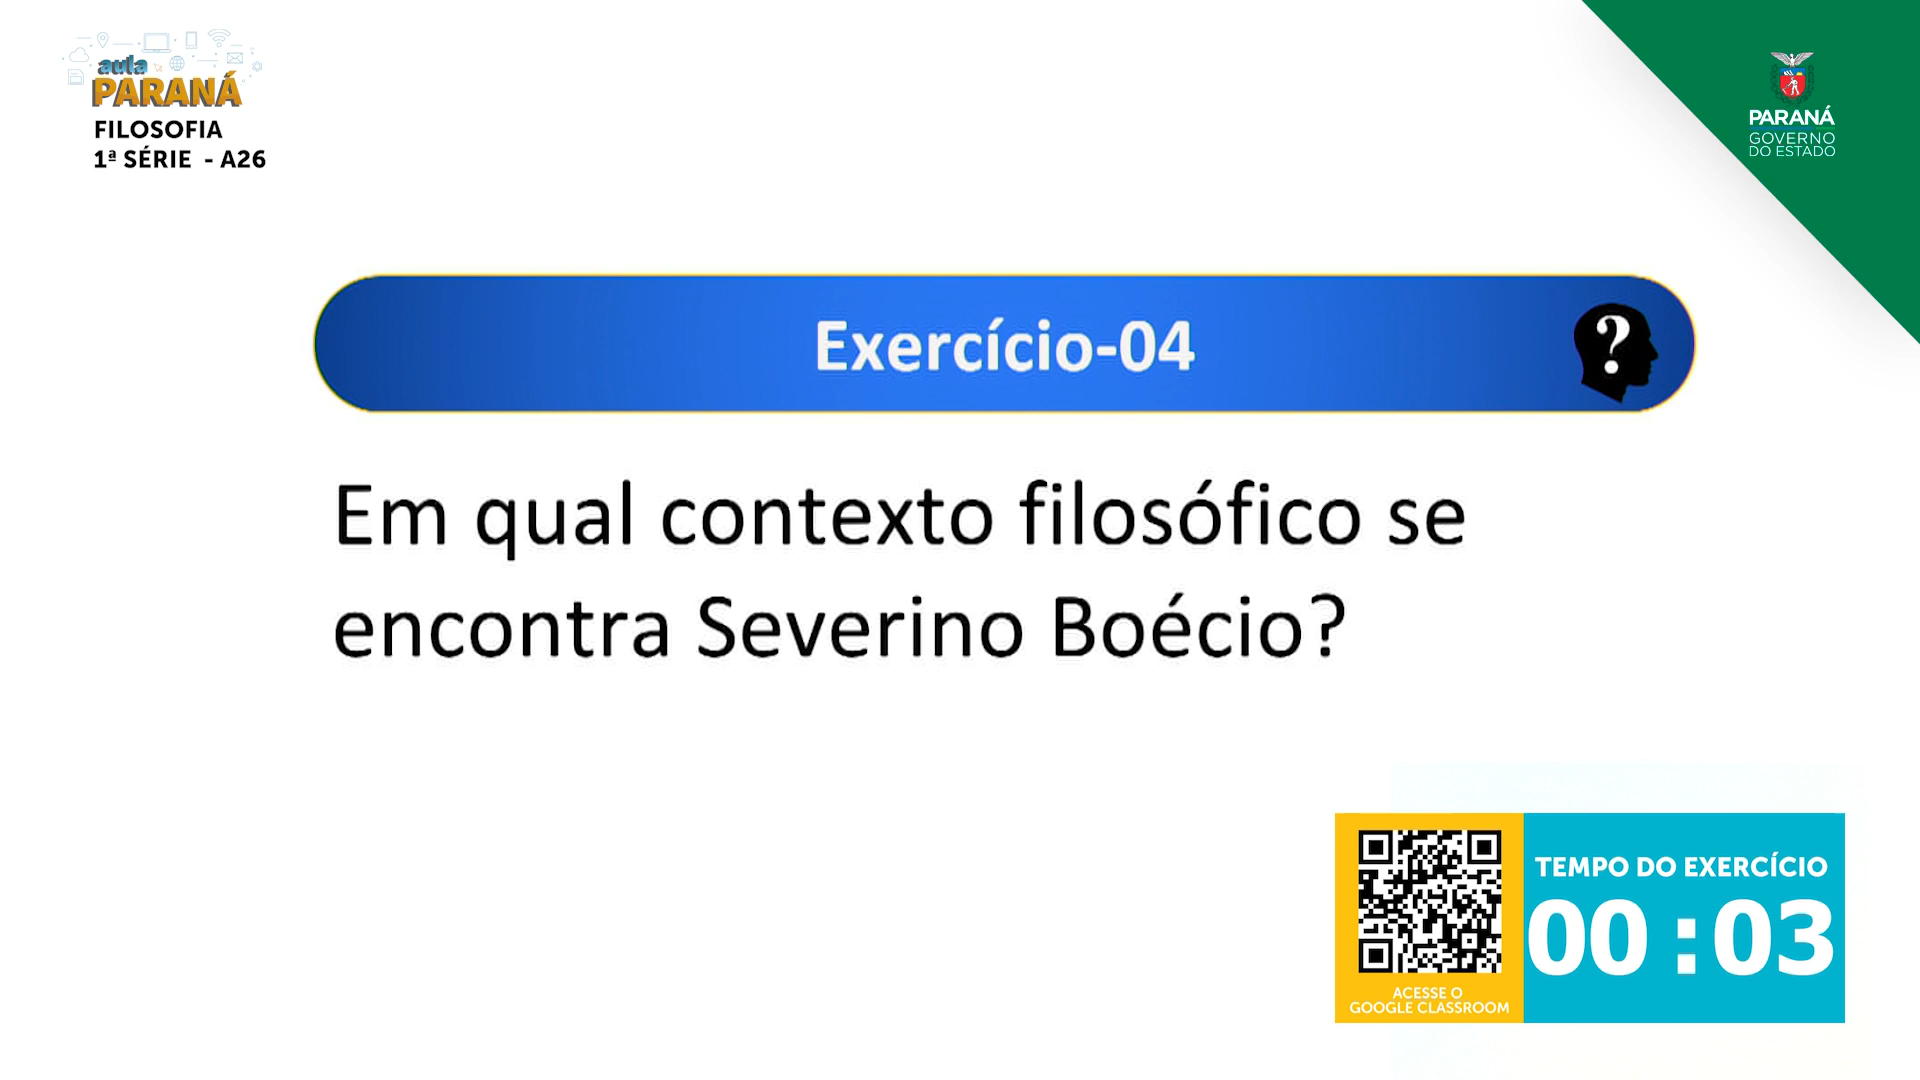 aula
PARANÁ
FILOSOFIA
1ª SÉRIE - A26
PARANÁ
GOVERNO
DO ESTADO
Exercício-04
?
Em qual contexto filosófico se
encontra Severino Boécio?
TEMPO DO EXERCÍCIO
00 : 03
ACESSE O
GOOGLE CLASSROOM